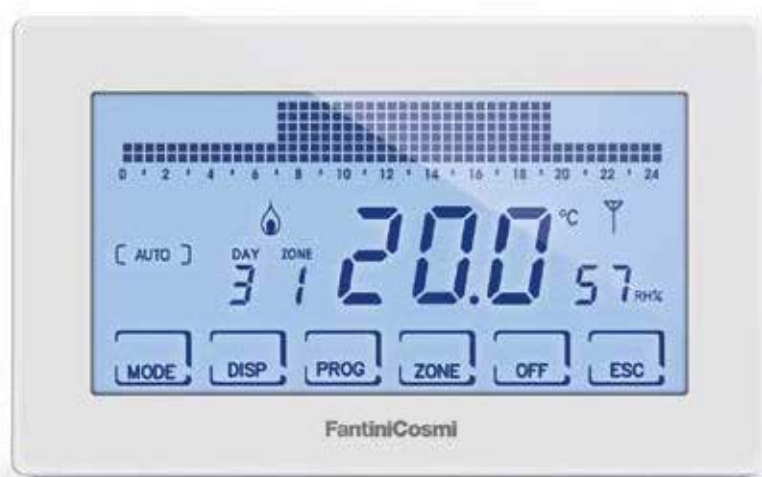 0 2 4 6 8 10 12 14 16 18 20 22 24
°C
[ AUTO ] DAY ZONE
3 1 20.0 57 RH%
MODE DISP PROG ZONE OFF ESC
FantiniCosmi